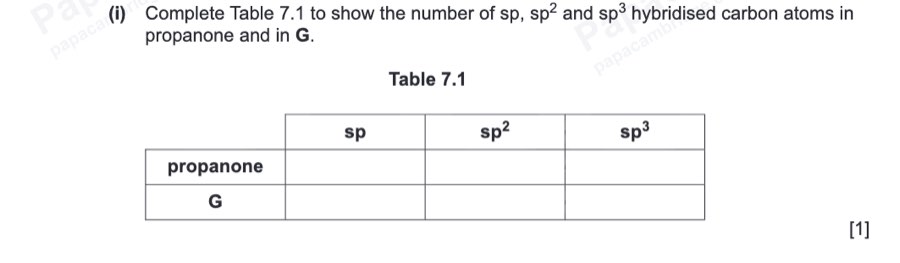 (i) Complete Table 7.1 to show the number of sp, sp² and sp³ hybridised carbon atoms in
propanone and in G.
Table 7.1
sp sp² sp³
propanone
G
[1]